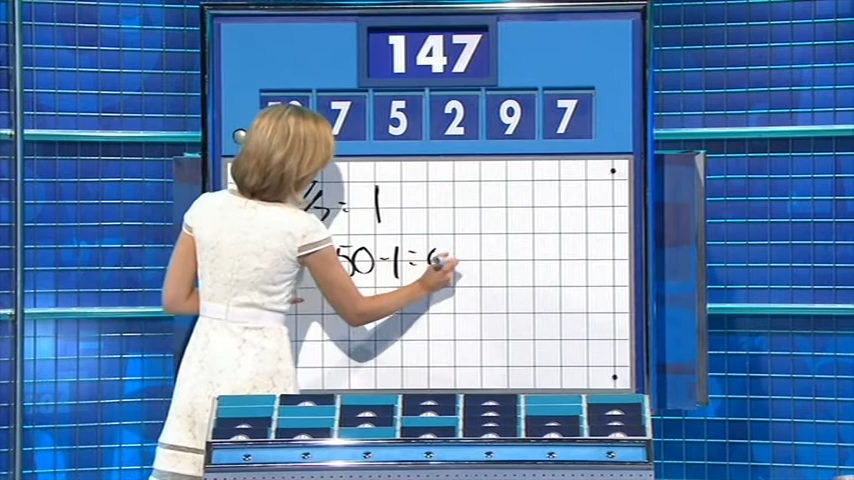 147
7 5 2 9 7
= 1
50 - 1 =